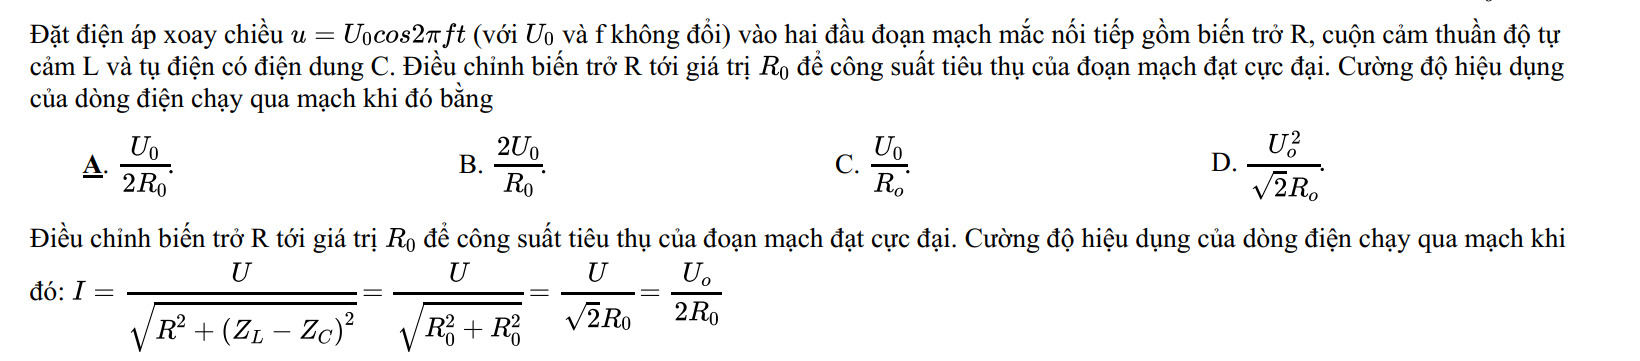 Đặt điện áp xoay chiều $u = U_0cos2\pi ft$ (với $U_0$ và f không đổi) vào hai đầu đoạn mạch mắc nối tiếp gồm biến trở R, cuộn cảm thuần độ tự
cảm L và tụ điện có điện dung C. Điều chỉnh biến trở R tới giá trị $R_0$ để công suất tiêu thụ của đoạn mạch đạt cực đại. Cường độ hiệu dụng
của dòng điện chạy qua mạch khi đó bằng
A. $\frac{U_0}{2R_0}$. B. $\frac{2U_0}{R_0}$. C. $\frac{U_0}{R_o}$. D. $\frac{U_o^2}{\sqrt{2}R_o}$.
Điều chỉnh biến trở R tới giá trị $R_0$ để công suất tiêu thụ của đoạn mạch đạt cực đại. Cường độ hiệu dụng của dòng điện chạy qua mạch khi
đó: $I = \frac{U}{\sqrt{R^2 + (Z_L - Z_C)^2}} = \frac{U}{\sqrt{R_0^2 + R_0^2}} = \frac{U}{\sqrt{2}R_0} = \frac{U_o}{2R_0}$